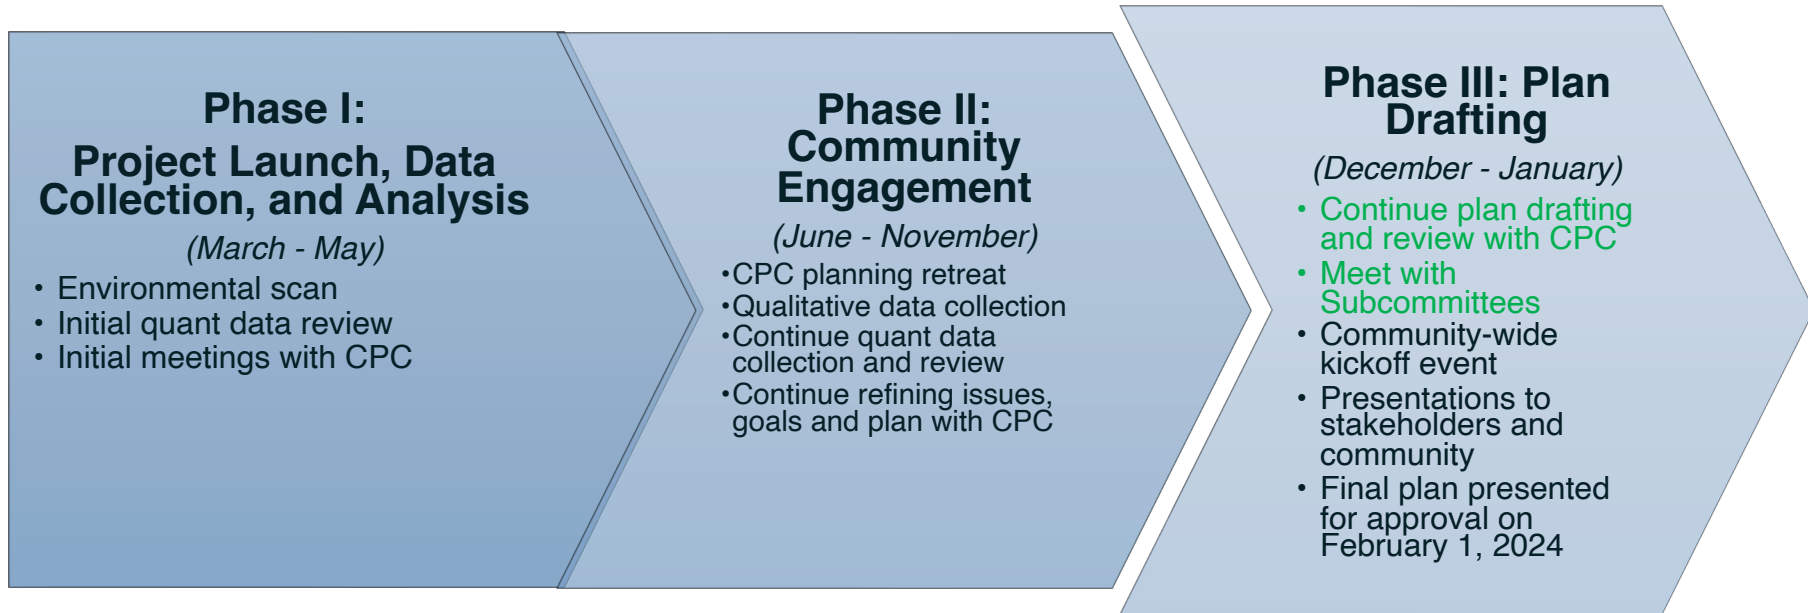 Phase I:
Project Launch, Data
Collection, and Analysis
(March - May)
• Environmental scan
• Initial quant data review
• Initial meetings with CPC
Phase II:
Community
Engagement
(June - November)
•CPC planning retreat
•Qualitative data collection
•Continue quant data
collection and review
•Continue refining issues,
goals and plan with CPC
Phase III: Plan
Drafting
(December - January)
• Continue plan drafting
and review with CPC
• Meet with
Subcommittees
• Community-wide
kickoff event
• Presentations to
stakeholders and
community
• Final plan presented
for approval on
February 1, 2024